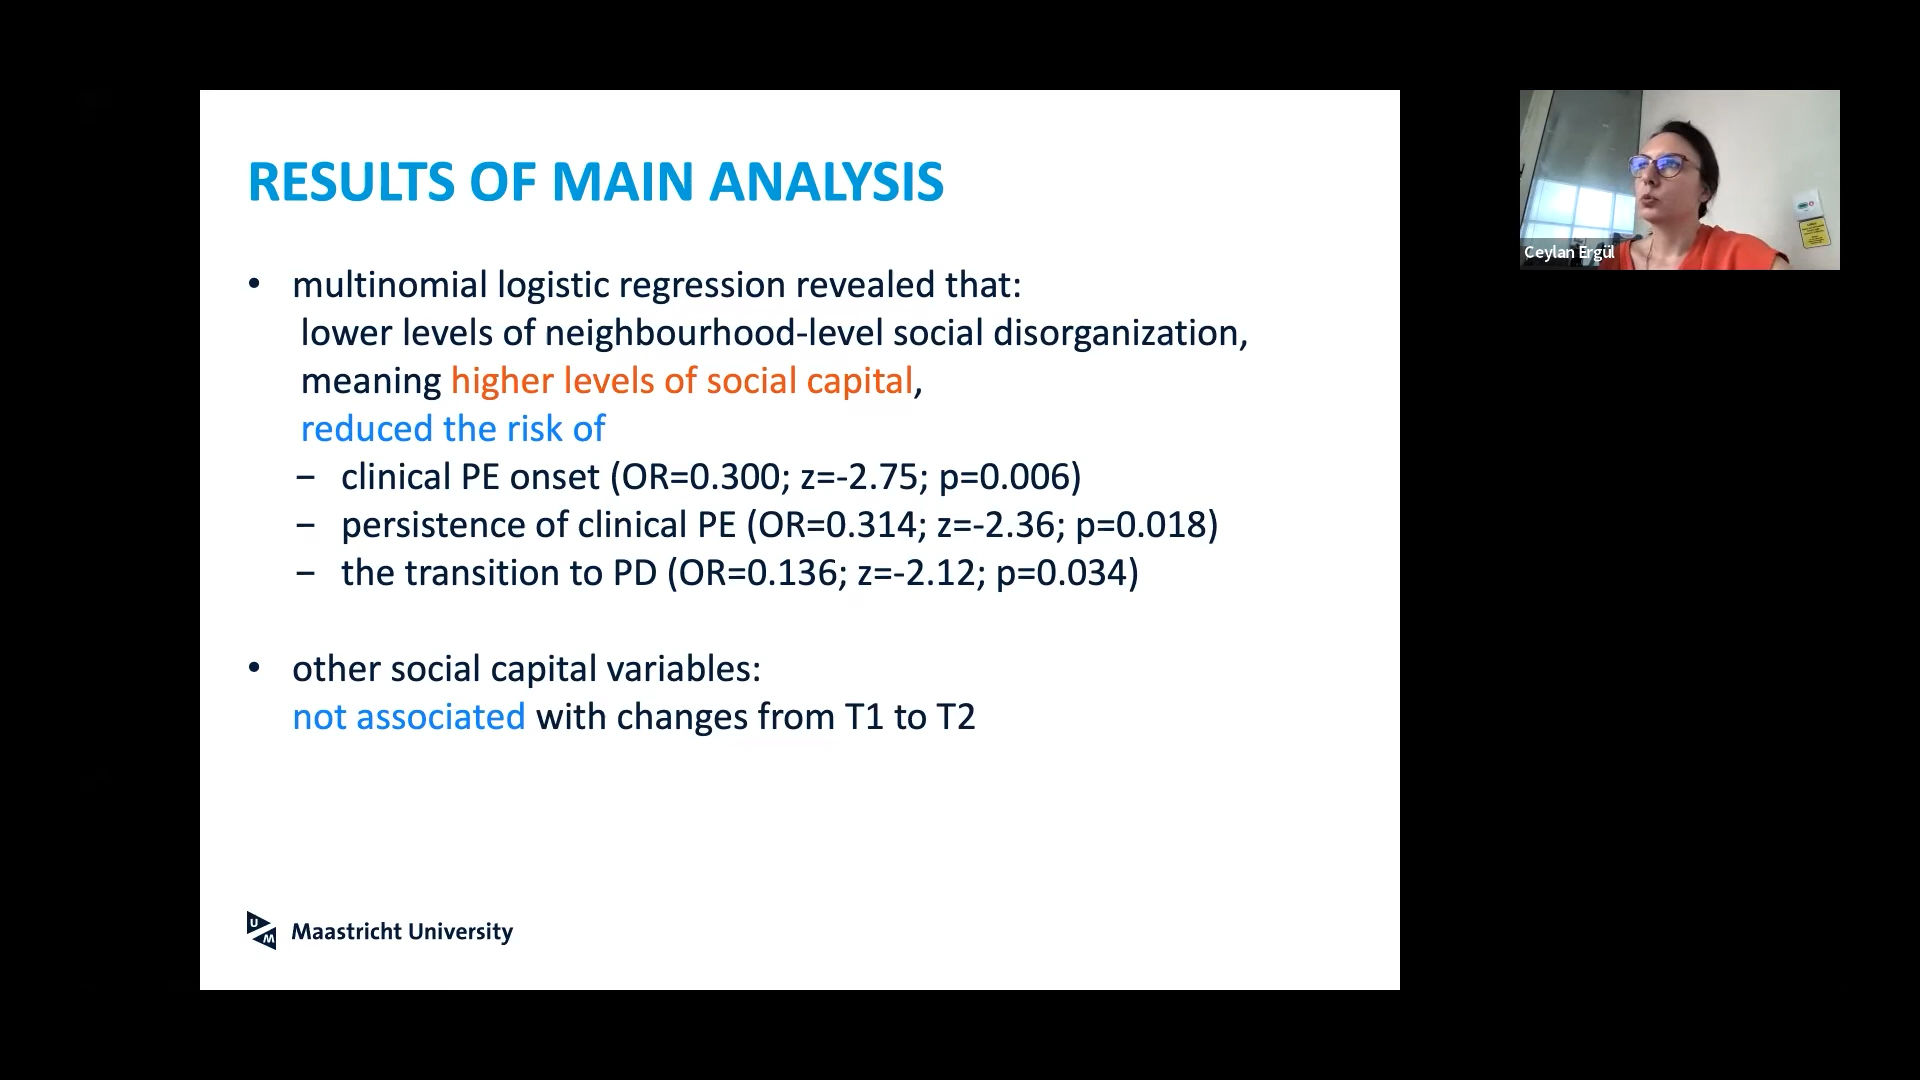 RESULTS OF MAIN ANALYSIS
• multinomial logistic regression revealed that:
lower levels of neighbourhood-level social disorganization,
meaning higher levels of social capital,
reduced the risk of
– clinical PE onset (OR=0.300; z=-2.75; p=0.006)
– persistence of clinical PE (OR=0.314; z=-2.36; p=0.018)
– the transition to PD (OR=0.136; z=-2.12; p=0.034)
• other social capital variables:
not associated with changes from T1 to T2
UM Maastricht University
Ceylan Ergül